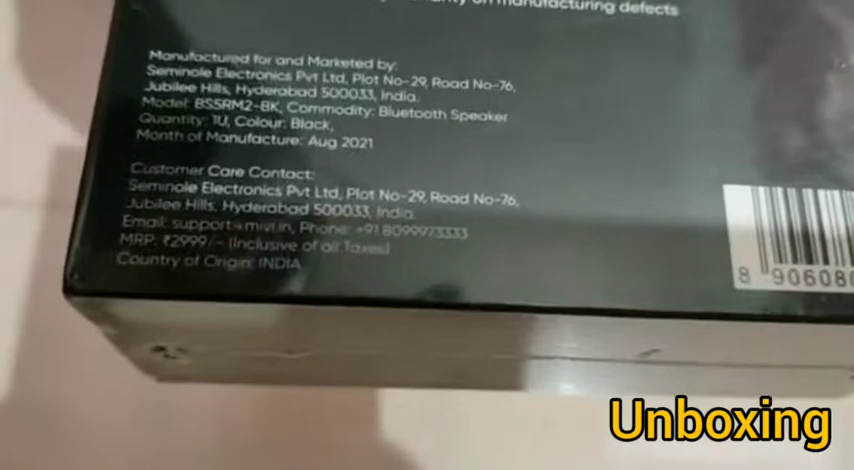 on manufacturing defects
Manufactured for and Marketed by:
Seminole Electronics Pvt Ltd, Plot No-29, Road No-76,
Jubilee Hills, Hyderabad 500033, India.
Model: BS5RM2-BK, Commodity: Bluetooth Speaker
Quantity: 1U, Colour: Black,
Month of Manufacture: Aug 2021
Customer Care Contact:
Seminole Electronics Pvt Ltd, Plot No-29, Road No-76,
Jubilee Hills, Hyderabad 500033, India
Email: support@mivi.in, Phone: +91 8099973333
MRP: ₹2999/- (Inclusive of all Taxes)
Country of Origin: INDIA
8 906080
Unboxing